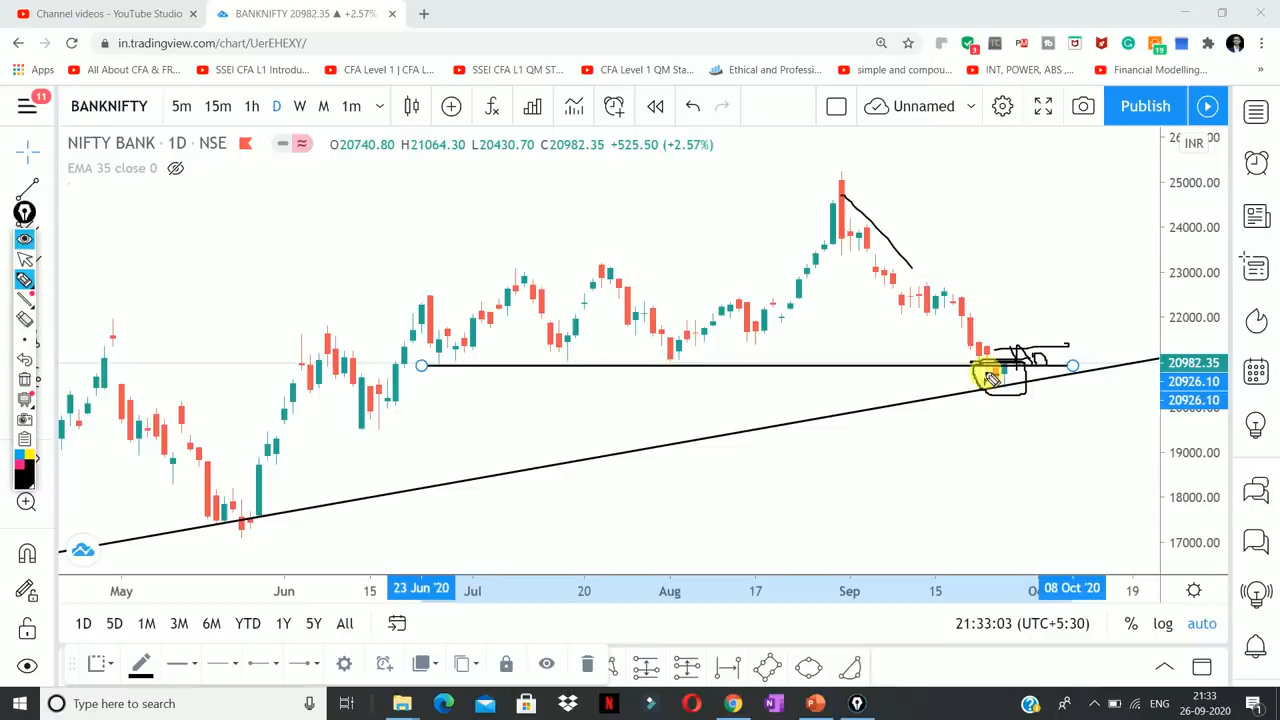 Channel videos - YouTube Studio
BANKNIFTY 20982.35 ▲ +2.57%
in.tradingview.com/chart/UerEHEXY/
3
19
Apps
All About CFA & FR...
SSEI CFA L1 Introdu...
CFA Level 1 | CFA L...
SSEI CFA L1 QM ST...
CFA Level 1 QM Sta...
Ethical and Professi...
simple and compou...
INT, POWER, ABS ,...
Financial Modelling...
»
11
BANKNIFTY 5m 15m 1h D W M 1m
Unnamed
Publish
NIFTY BANK · 1D · NSE
O20740.80 H21064.30 L20430.70 C20982.35 +525.50 (+2.57%)
EMA 35 close 0
INR
25000.00
24000.00
23000.00
22000.00
20982.35
20926.10
20926.10
19000.00
18000.00
17000.00
May Jun 15 23 Jun '20 Jul 20 Aug 17 Sep 15 08 Oct '20 19
1D 5D 1M 3M 6M YTD 1Y 5Y All
21:33:03 (UTC+5:30) % log auto
Type here to search
ENG
21:33
26-09-2020
1